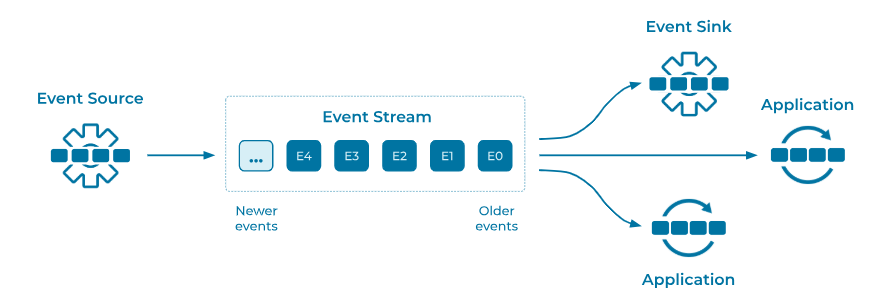 Event Sink
Event Source
Application
Event Stream
... E4 E3 E2 E1 E0
Newer
events
Older
events
Application